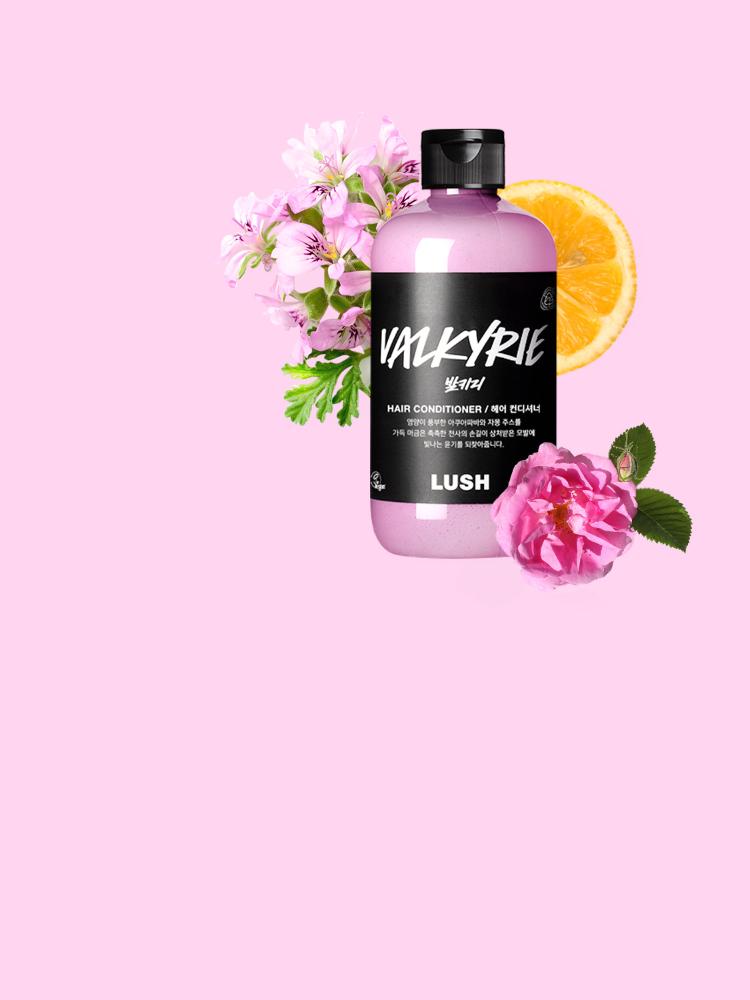 VALKYRIE
발키리
HAIR CONDITIONER / 헤어 컨디셔너
영양이 풍부한 아쿠아파바와 자몽 주스를
가득 머금은 촉촉한 천사의 손길이 상처받은 모발에
빛나는 윤기를 되찾아줍니다.
LUSH